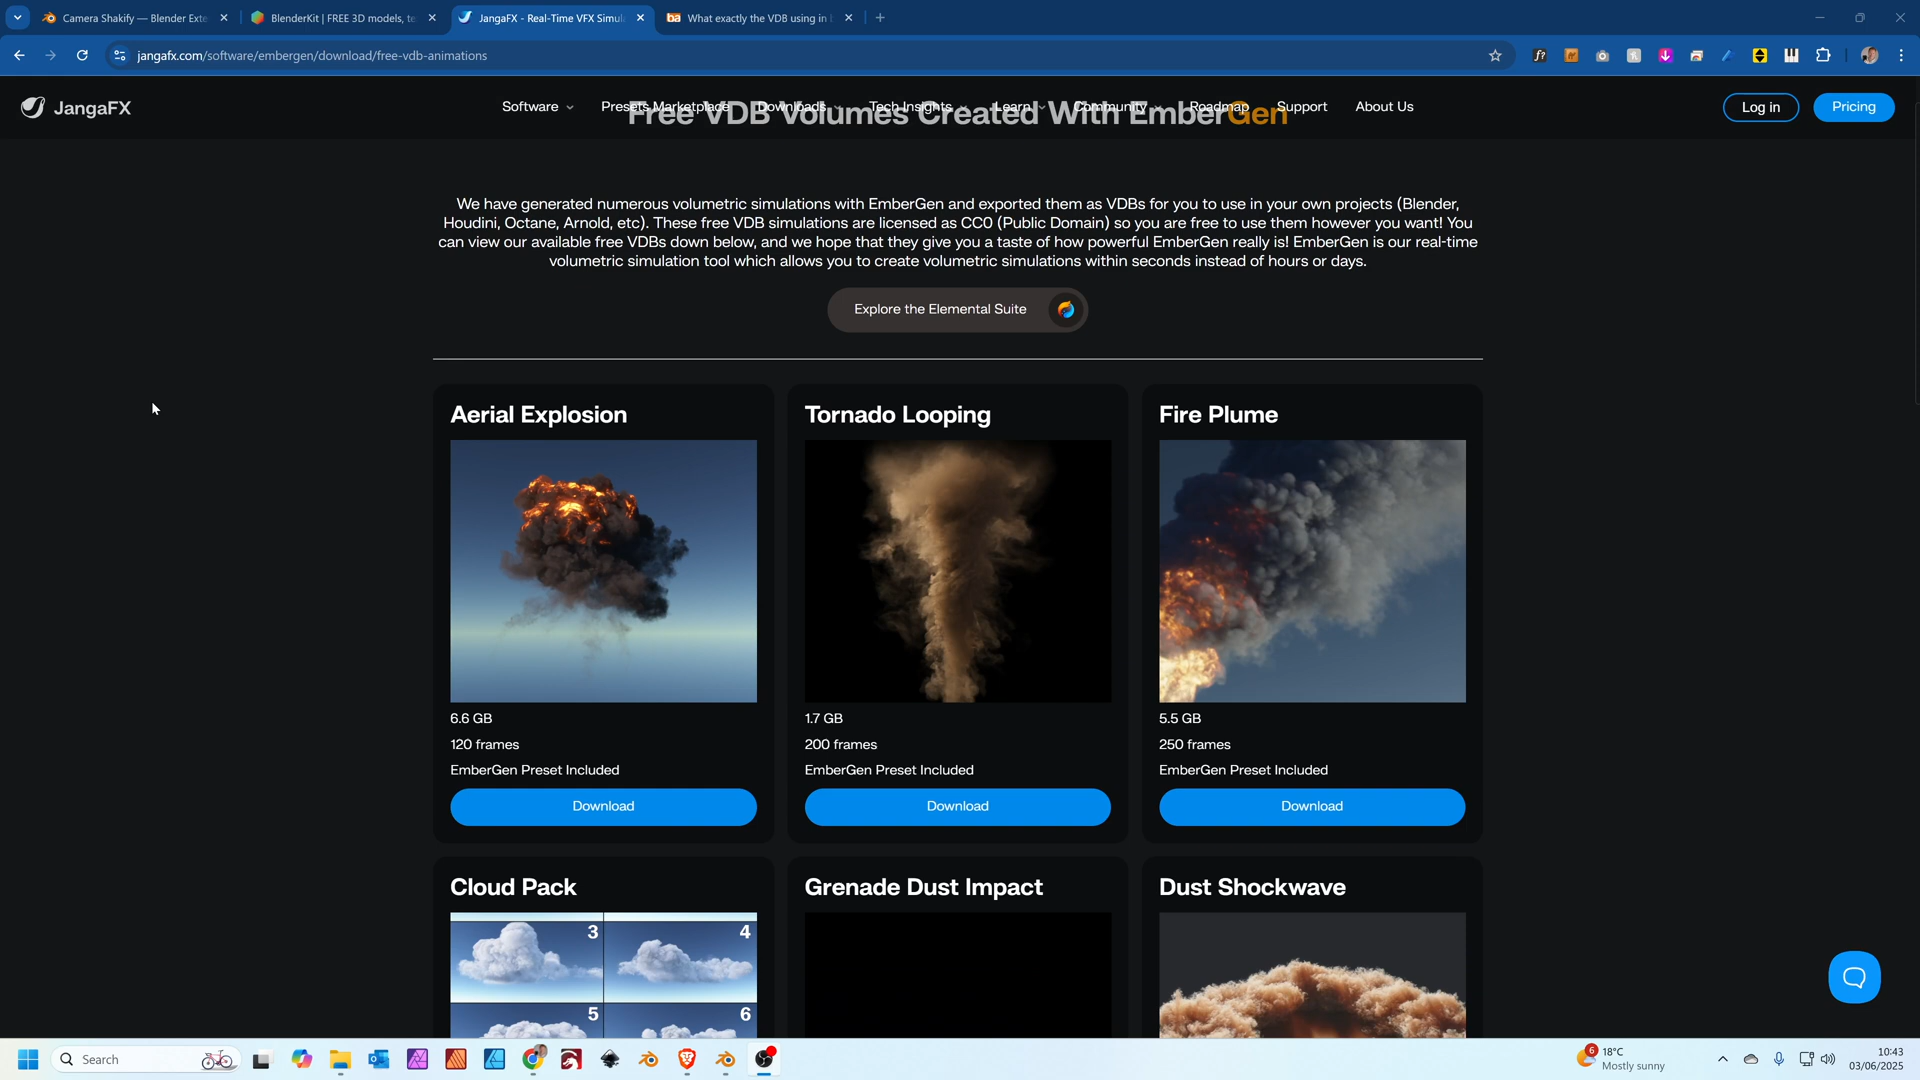 Camera Shakify — Blender Exte
BlenderKit | FREE 3D models, te
JangaFX - Real-Time VFX Simul
What exactly the VDB using in
jangafx.com/software/embergen/download/free-vdb-animations
JangaFX
Software
Presets Marketplace
Downloads
Tech Insights
Learn
Community
Roadmap
Support
About Us
Log in
Pricing
Free VDB Volumes Created With EmberGen
We have generated numerous volumetric simulations with EmberGen and exported them as VDBs for you to use in your own projects (Blender,
Houdini, Octane, Arnold, etc). These free VDB simulations are licensed as CC0 (Public Domain) so you are free to use them however you want! You
can view our available free VDBs down below, and we hope that they give you a taste of how powerful EmberGen really is! EmberGen is our real-time
volumetric simulation tool which allows you to create volumetric simulations within seconds instead of hours or days.
Explore the Elemental Suite
Aerial Explosion
6.6 GB
120 frames
EmberGen Preset Included
Download
Tornado Looping
1.7 GB
200 frames
EmberGen Preset Included
Download
Fire Plume
5.5 GB
250 frames
EmberGen Preset Included
Download
Cloud Pack
3
4
5
6
Grenade Dust Impact
Dust Shockwave
Search
6
18°C
Mostly sunny
10:43
03/06/2025